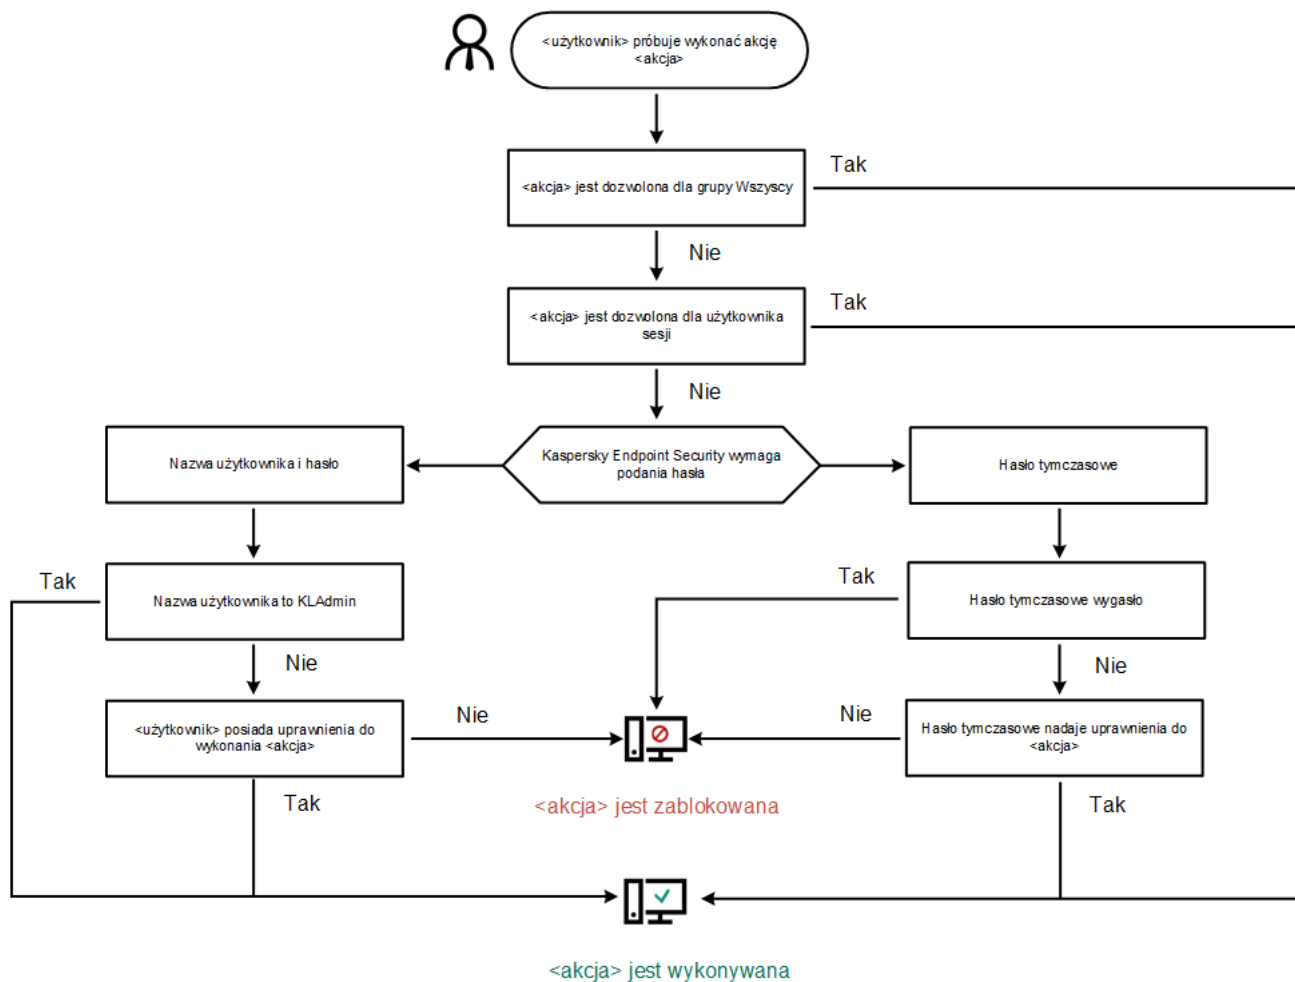 <użytkownik> próbuje wykonać akcję
<akcja>
<akcja> jest dozwolona dla grupy Wszyscy
Tak
Nie
<akcja> jest dozwolona dla użytkownika
sesji
Tak
Nie
Nazwa użytkownika i hasło
Kaspersky Endpoint Security wymaga
podania hasła
Hasło tymczasowe
Tak
Nazwa użytkownika to KLAdmin
Tak
Hasło tymczasowe wygasło
Nie
Nie
<użytkownik> posiada uprawnienia do
wykonania <akcja>
Nie
Nie
Hasło tymczasowe nadaje uprawnienia do
<akcja>
Tak
<akcja> jest zablokowana
Tak
<akcja> jest wykonywana